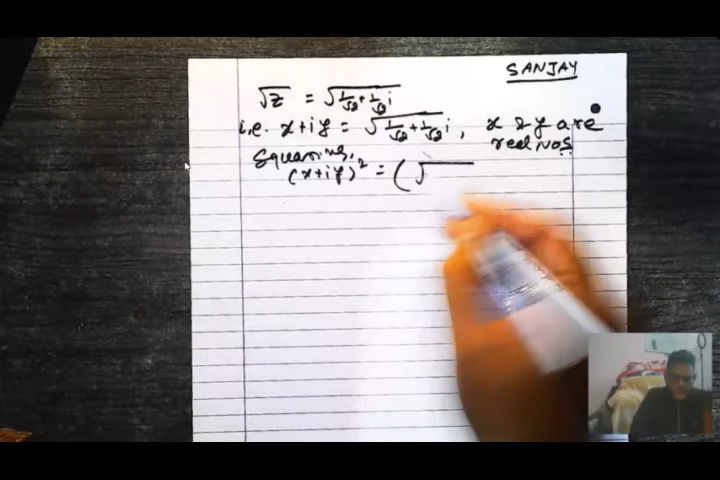 SANJAY
√z = √(1/√2 + 1/√2 i)
i.e. x+iy = √(1/√2 + 1/√2 i), x & y are
real NOS.
Squaring,
(x+iy)² = (√